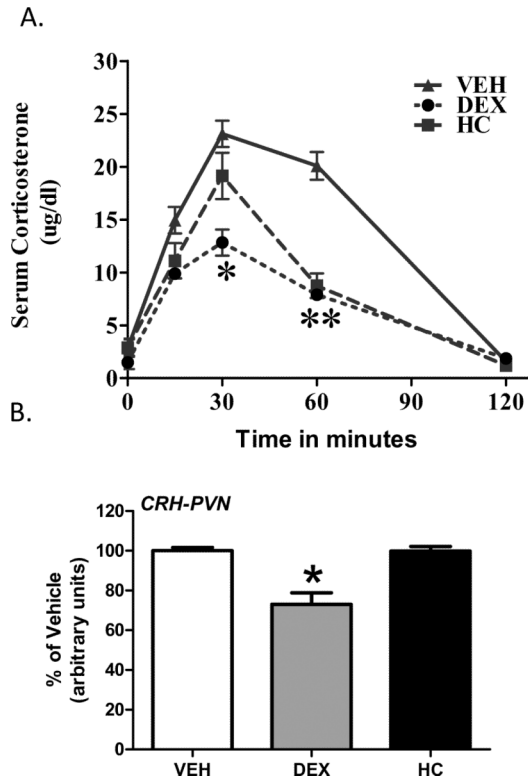 A.
30
25
20
15
10
5
0
Serum Corticosterone
(ug/dl)
VEH
DEX
HC
*
**
0 30 60 90 120
Time in minutes
B.
CRH-PVN
120
100
80
60
40
20
0
% of Vehicle
(arbitrary units)
*
VEH DEX HC